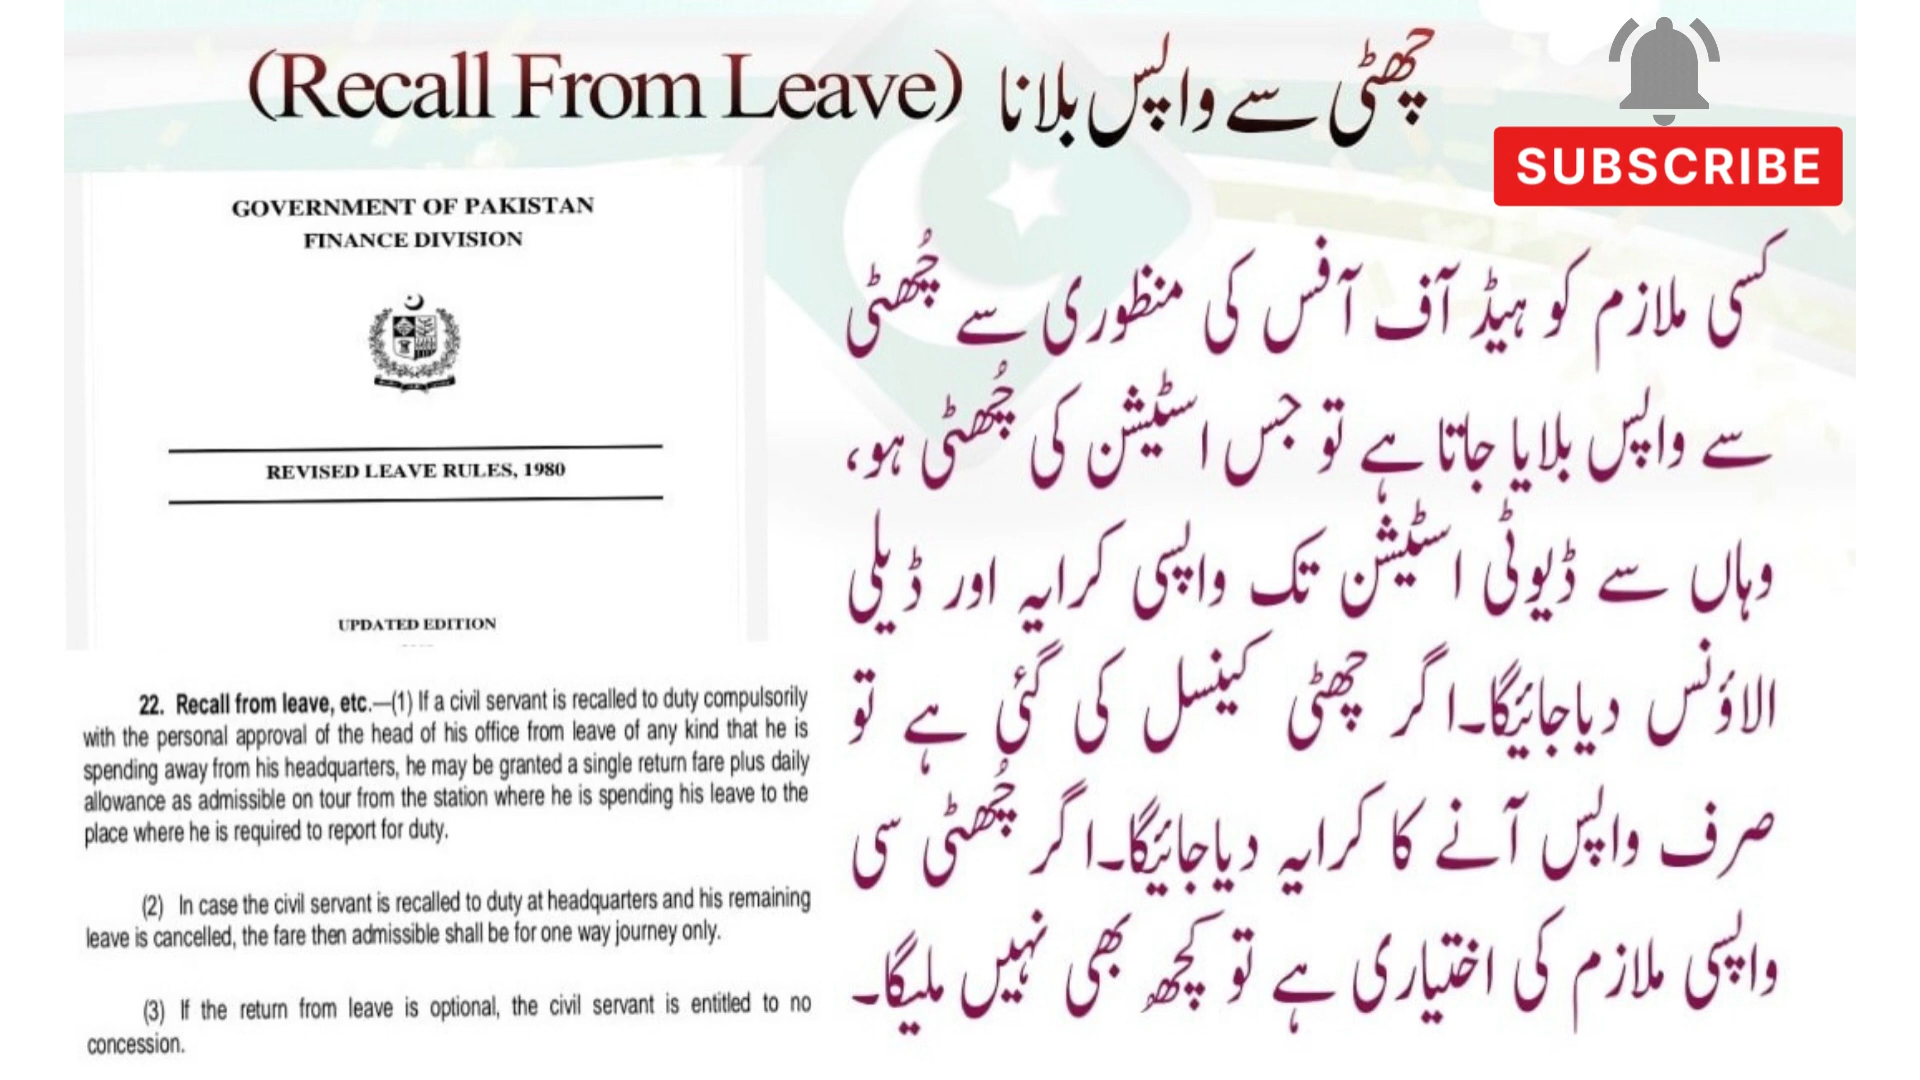 (Recall From Leave) چھٹی سے واپس بلانا
SUBSCRIBE
GOVERNMENT OF PAKISTAN
FINANCE DIVISION
REVISED LEAVE RULES, 1980
UPDATED EDITION
22. Recall from leave, etc.—(1) If a civil servant is recalled to duty compulsorily
with the personal approval of the head of his office from leave of any kind that he is
spending away from his headquarters, he may be granted a single return fare plus daily
allowance as admissible on tour from the station where he is spending his leave to the
place where he is required to report for duty.
(2) In case the civil servant is recalled to duty at headquarters and his remaining
leave is cancelled, the fare then admissible shall be for one way journey only.
(3) If the return from leave is optional, the civil servant is entitled to no
concession.
کسی ملازم کو ہیڈ آف آفس کی منظوری سے چُھٹی
سے واپس بلایا جاتا ہے تو جس اسٹیشن کی چُھٹی ہو،
وہاں سے ڈیوٹی اسٹیشن تک واپسی کرایہ اور ڈیلی
الاؤنس دیاجائیگا۔اگر چھٹی کینسل کی گئی ہے تو
صرف واپس آنے کا کرایہ دیاجائیگا۔اگر چُھٹی سی
واپسی ملازم کی اختیاری ہے تو کچھ بھی نہیں ملیگا۔